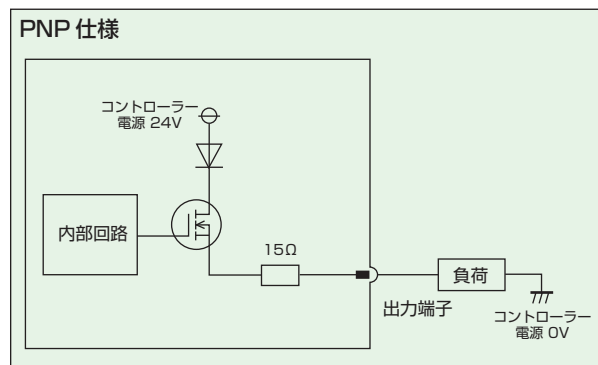 PNP 仕様
コントローラー
電源 24V
内部回路
15Ω
出力端子
負荷
コントローラー
電源 0V